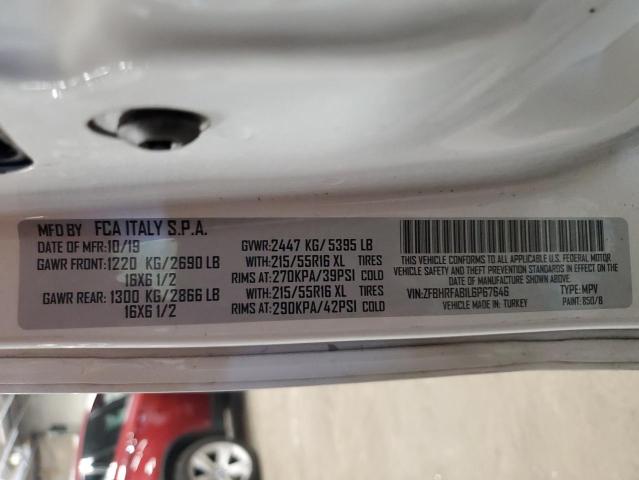 MFD BY FCA ITALY S.P.A.
DATE OF MFR: 10/19 GVWR: 2447 KG/ 5395 LB
GAWR FRONT: 1220 KG/ 2690 LB WITH: 215/55R16 XL TIRES
16X6 1/2 RIMS AT: 270KPA/39PSI COLD
GAWR REAR: 1300 KG/ 2866 LB WITH: 215/55R16 XL TIRES
16X6 1/2 RIMS AT: 290KPA/42PSI COLD
THIS VEHICLE CONFORMS TO ALL APPLICABLE U.S.A. FEDERAL MOTOR
VEHICLE SAFETY STANDARDS IN EFFECT ON THE
DATE OF MANUFACTURE SHOWN ABOVE.
VIN: ZFBHRFAB1L6P67646 TYPE: MPV
VEHICLE MADE IN: TURKEY PAINT: 850/B